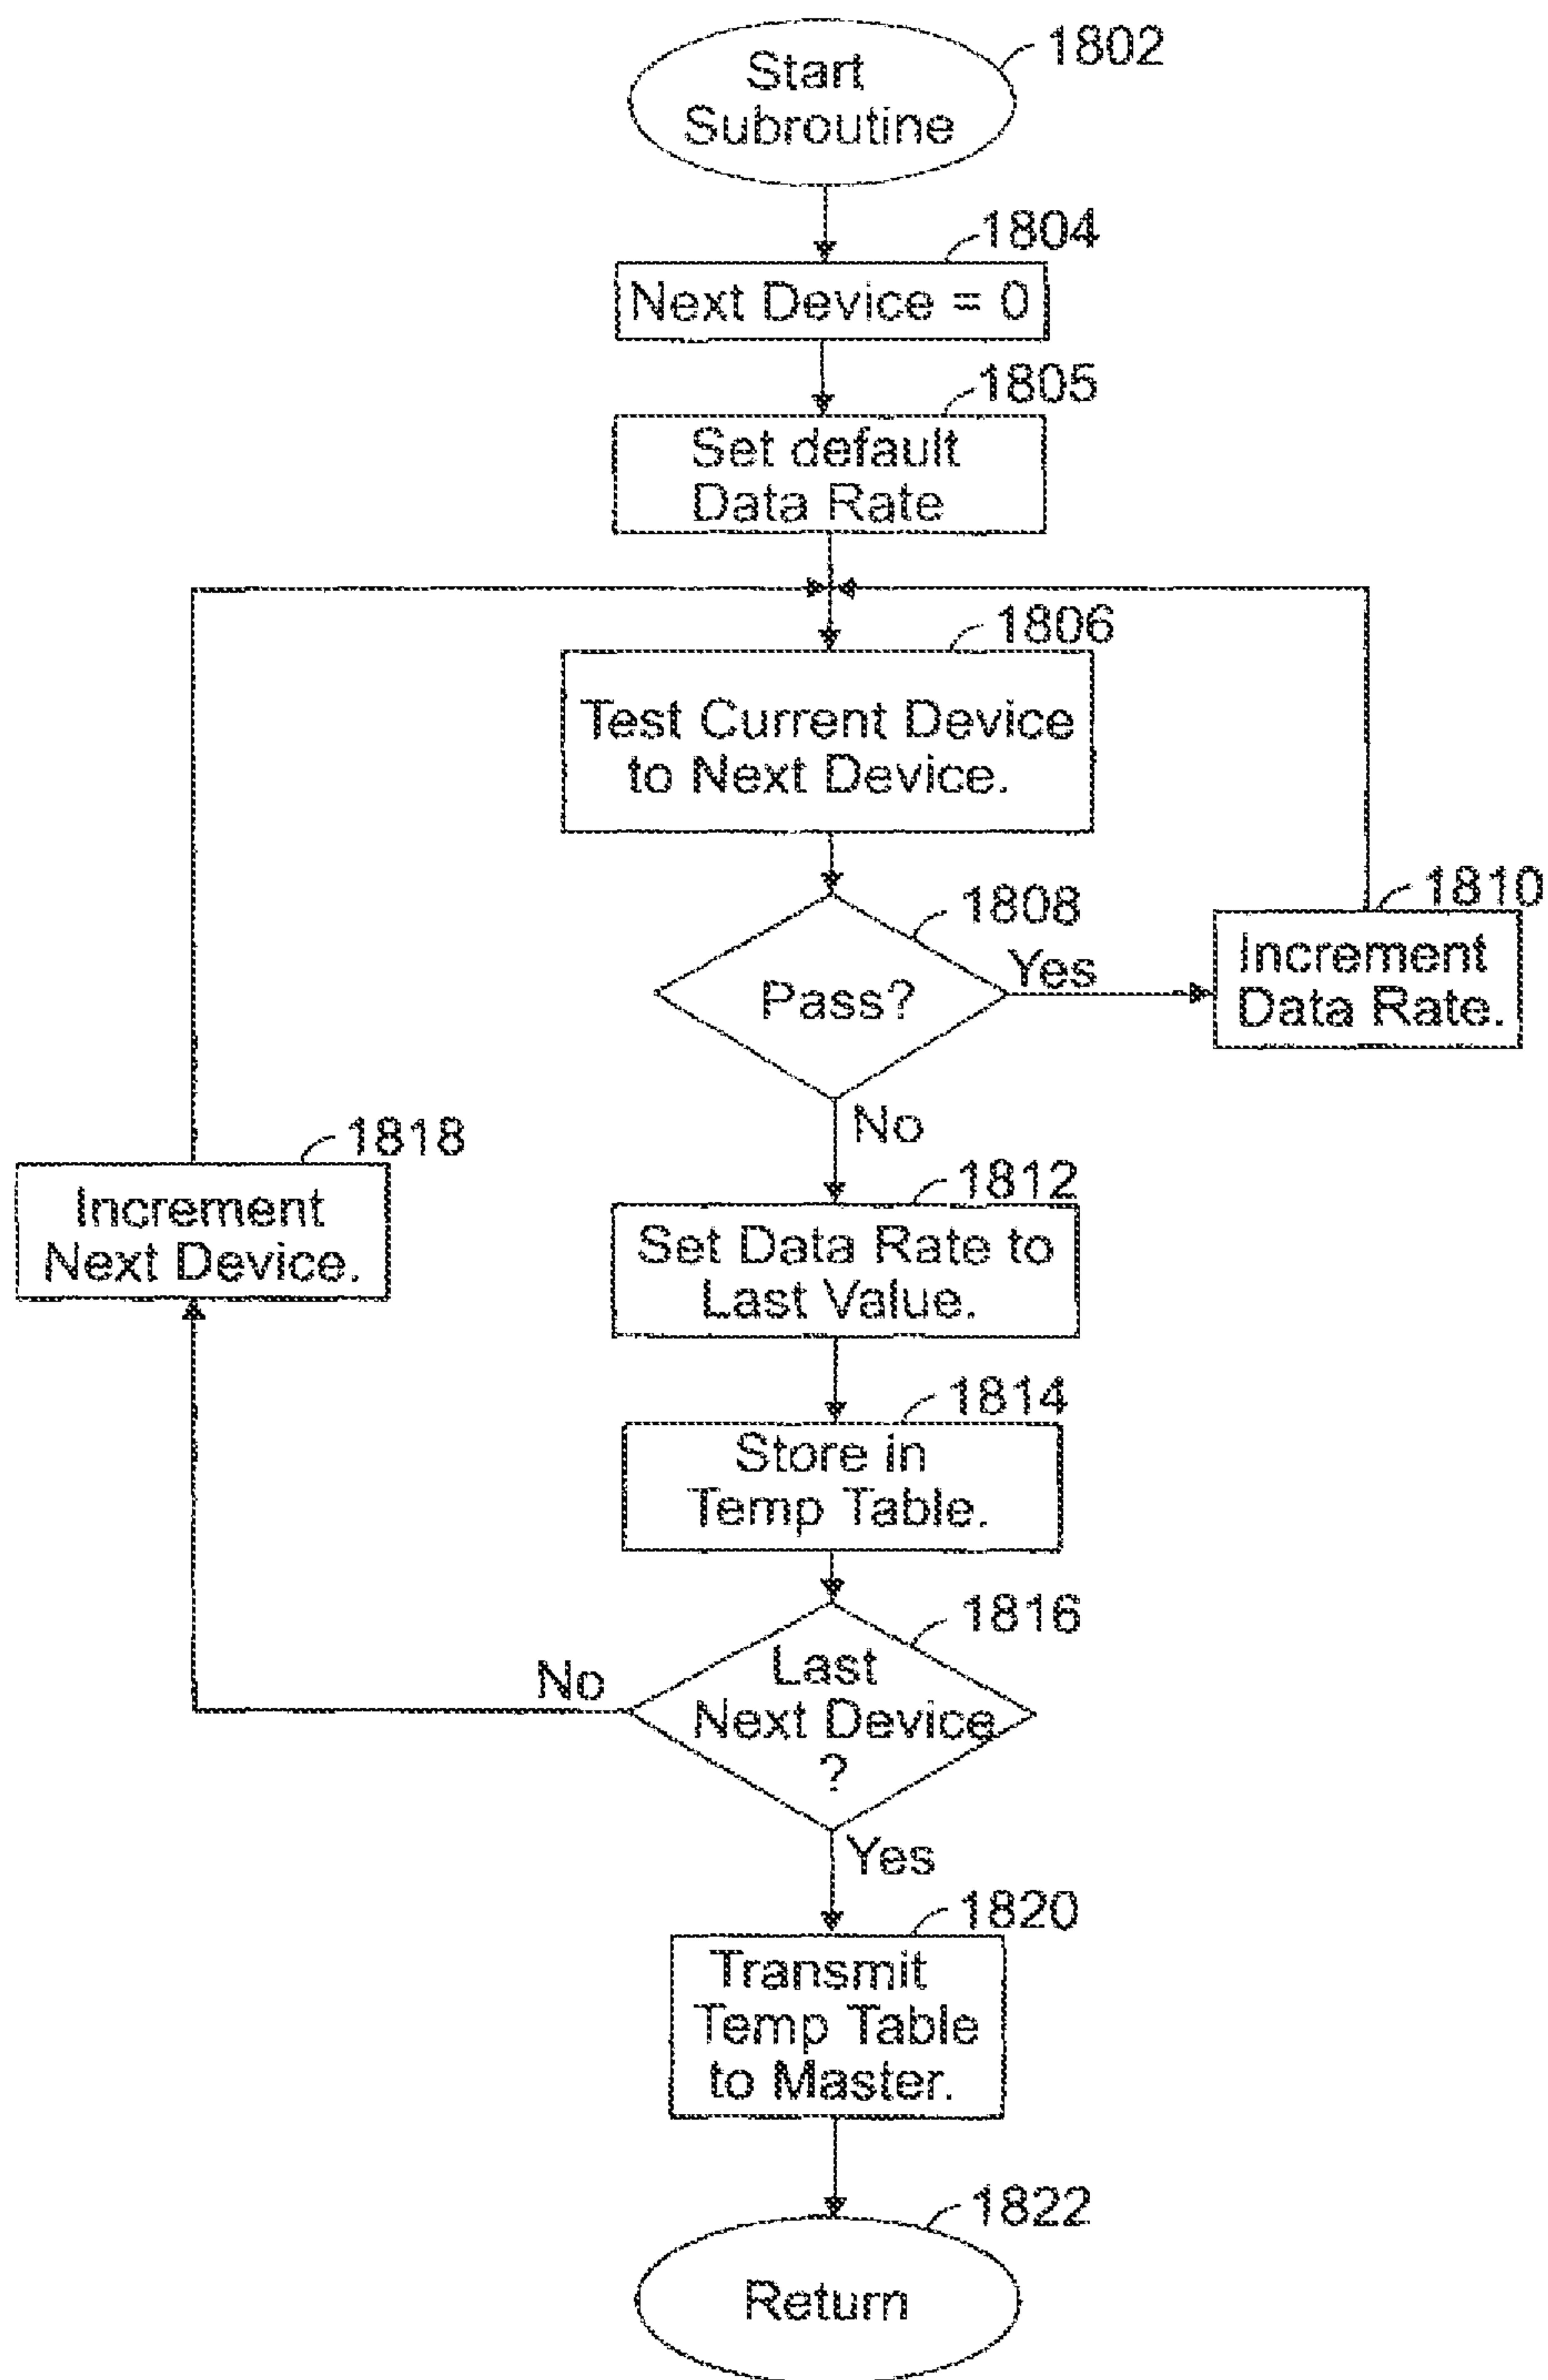 1802
Start
Subroutine
1804
Next Device = 0
1805
Set default
Data Rate
1806
Test Current Device
to Next Device.
1808
Pass?
Yes
1810
Increment
Data Rate.
No
1818
Increment
Next Device.
1812
Set Data Rate to
Last Value.
1814
Store in
Temp Table.
1816
Last
Next Device
?
No
Yes
1820
Transmit
Temp Table
to Master.
1822
Return